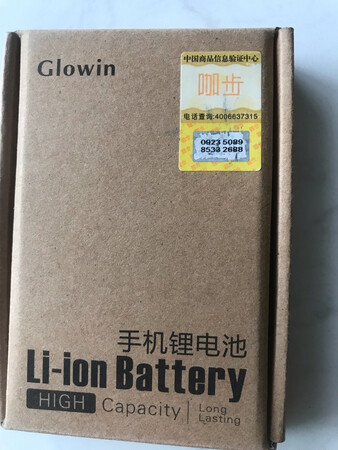 Glowin
中国商品信息验证中心
咖步
电话查询:4006637315
0923 5089
8533 2688
手机锂电池
Li-ion Battery
HIGH Capacity Long
Lasting